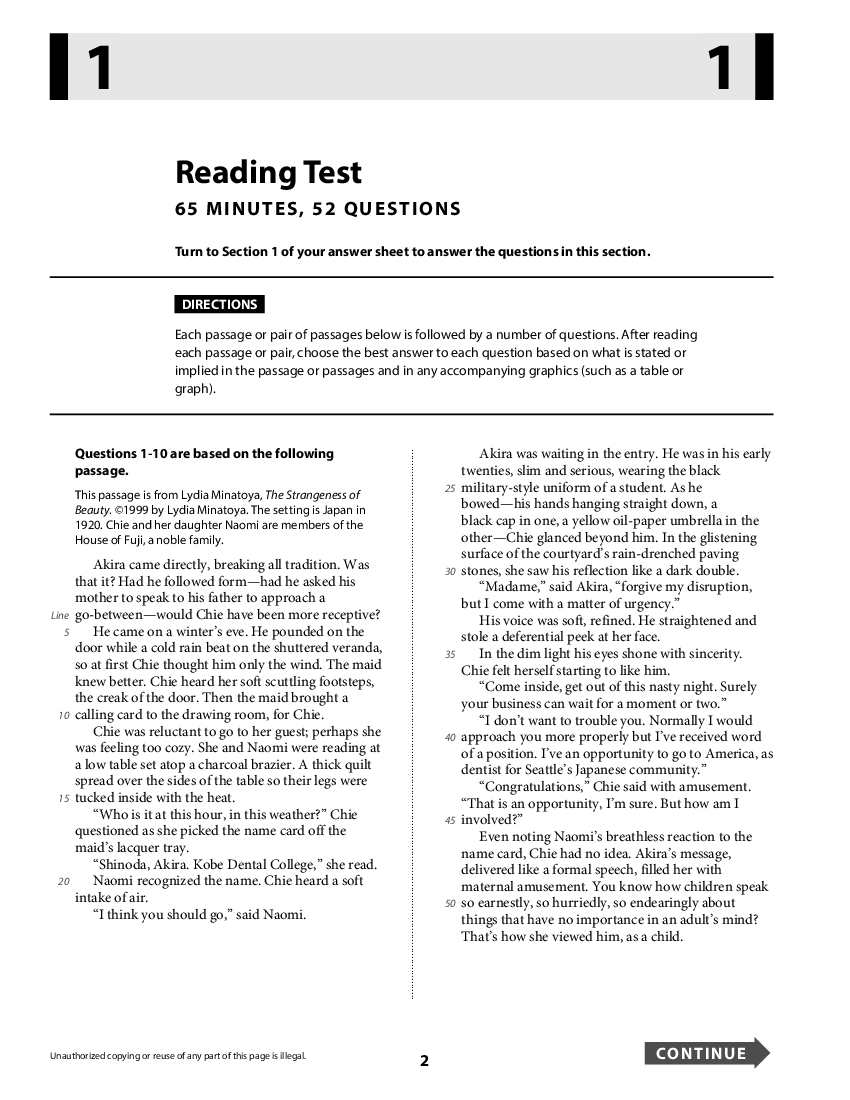 1 1
Reading Test
65 MINUTES, 52 QUESTIONS
Turn to Section 1 of your answer sheet to answer the questions in this section.
DIRECTIONS
Each passage or pair of passages below is followed by a number of questions. After reading
each passage or pair, choose the best answer to each question based on what is stated or
implied in the passage or passages and in any accompanying graphics (such as a table or
graph).
Questions 1-10 are based on the following
passage.
This passage is from Lydia Minatoya, The Strangeness of
Beauty. ©1999 by Lydia Minatoya. The setting is Japan in
1920. Chie and her daughter Naomi are members of the
House of Fuji, a noble family.
Akira came directly, breaking all tradition. Was
that it? Had he followed form—had he asked his
mother to speak to his father to approach a
Line go-between—would Chie have been more receptive?
5 He came on a winter’s eve. He pounded on the
door while a cold rain beat on the shuttered veranda,
so at first Chie thought him only the wind. The maid
knew better. Chie heard her soft scuttling footsteps,
the creak of the door. Then the maid brought a
10 calling card to the drawing room, for Chie.
Chie was reluctant to go to her guest; perhaps she
was feeling too cozy. She and Naomi were reading at
a low table set atop a charcoal brazier. A thick quilt
spread over the sides of the table so their legs were
15 tucked inside with the heat.
“Who is it at this hour, in this weather?” Chie
questioned as she picked the name card off the
maid’s lacquer tray.
“Shinoda, Akira. Kobe Dental College,” she read.
20 Naomi recognized the name. Chie heard a soft
intake of air.
“I think you should go,” said Naomi.
Akira was waiting in the entry. He was in his early
twenties, slim and serious, wearing the black
25 military-style uniform of a student. As he
bowed—his hands hanging straight down, a
black cap in one, a yellow oil-paper umbrella in the
other—Chie glanced beyond him. In the glistening
surface of the courtyard’s rain-drenched paving
30 stones, she saw his reflection like a dark double.
“Madame,” said Akira, “forgive my disruption,
but I come with a matter of urgency.”
His voice was soft, refined. He straightened and
stole a deferential peek at her face.
35 In the dim light his eyes shone with sincerity.
Chie felt herself starting to like him.
“Come inside, get out of this nasty night. Surely
your business can wait for a moment or two.”
“I don’t want to trouble you. Normally I would
40 approach you more properly but I’ve received word
of a position. I’ve an opportunity to go to America, as
dentist for Seattle’s Japanese community.”
“Congratulations,” Chie said with amusement.
“That is an opportunity, I’m sure. But how am I
45 involved?”
Even noting Naomi’s breathless reaction to the
name card, Chie had no idea. Akira’s message,
delivered like a formal speech, filled her with
maternal amusement. You know how children speak
50 so earnestly, so hurriedly, so endearingly about
things that have no importance in an adult’s mind?
That’s how she viewed him, as a child.
Unauthorized copying or reuse of any part of this page is illegal.
2
CONTINUE